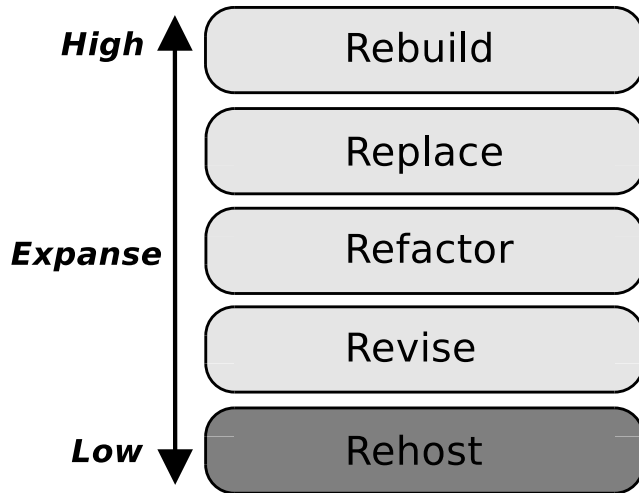 High
Rebuild
Replace
Expanse
Refactor
Revise
Low
Rehost